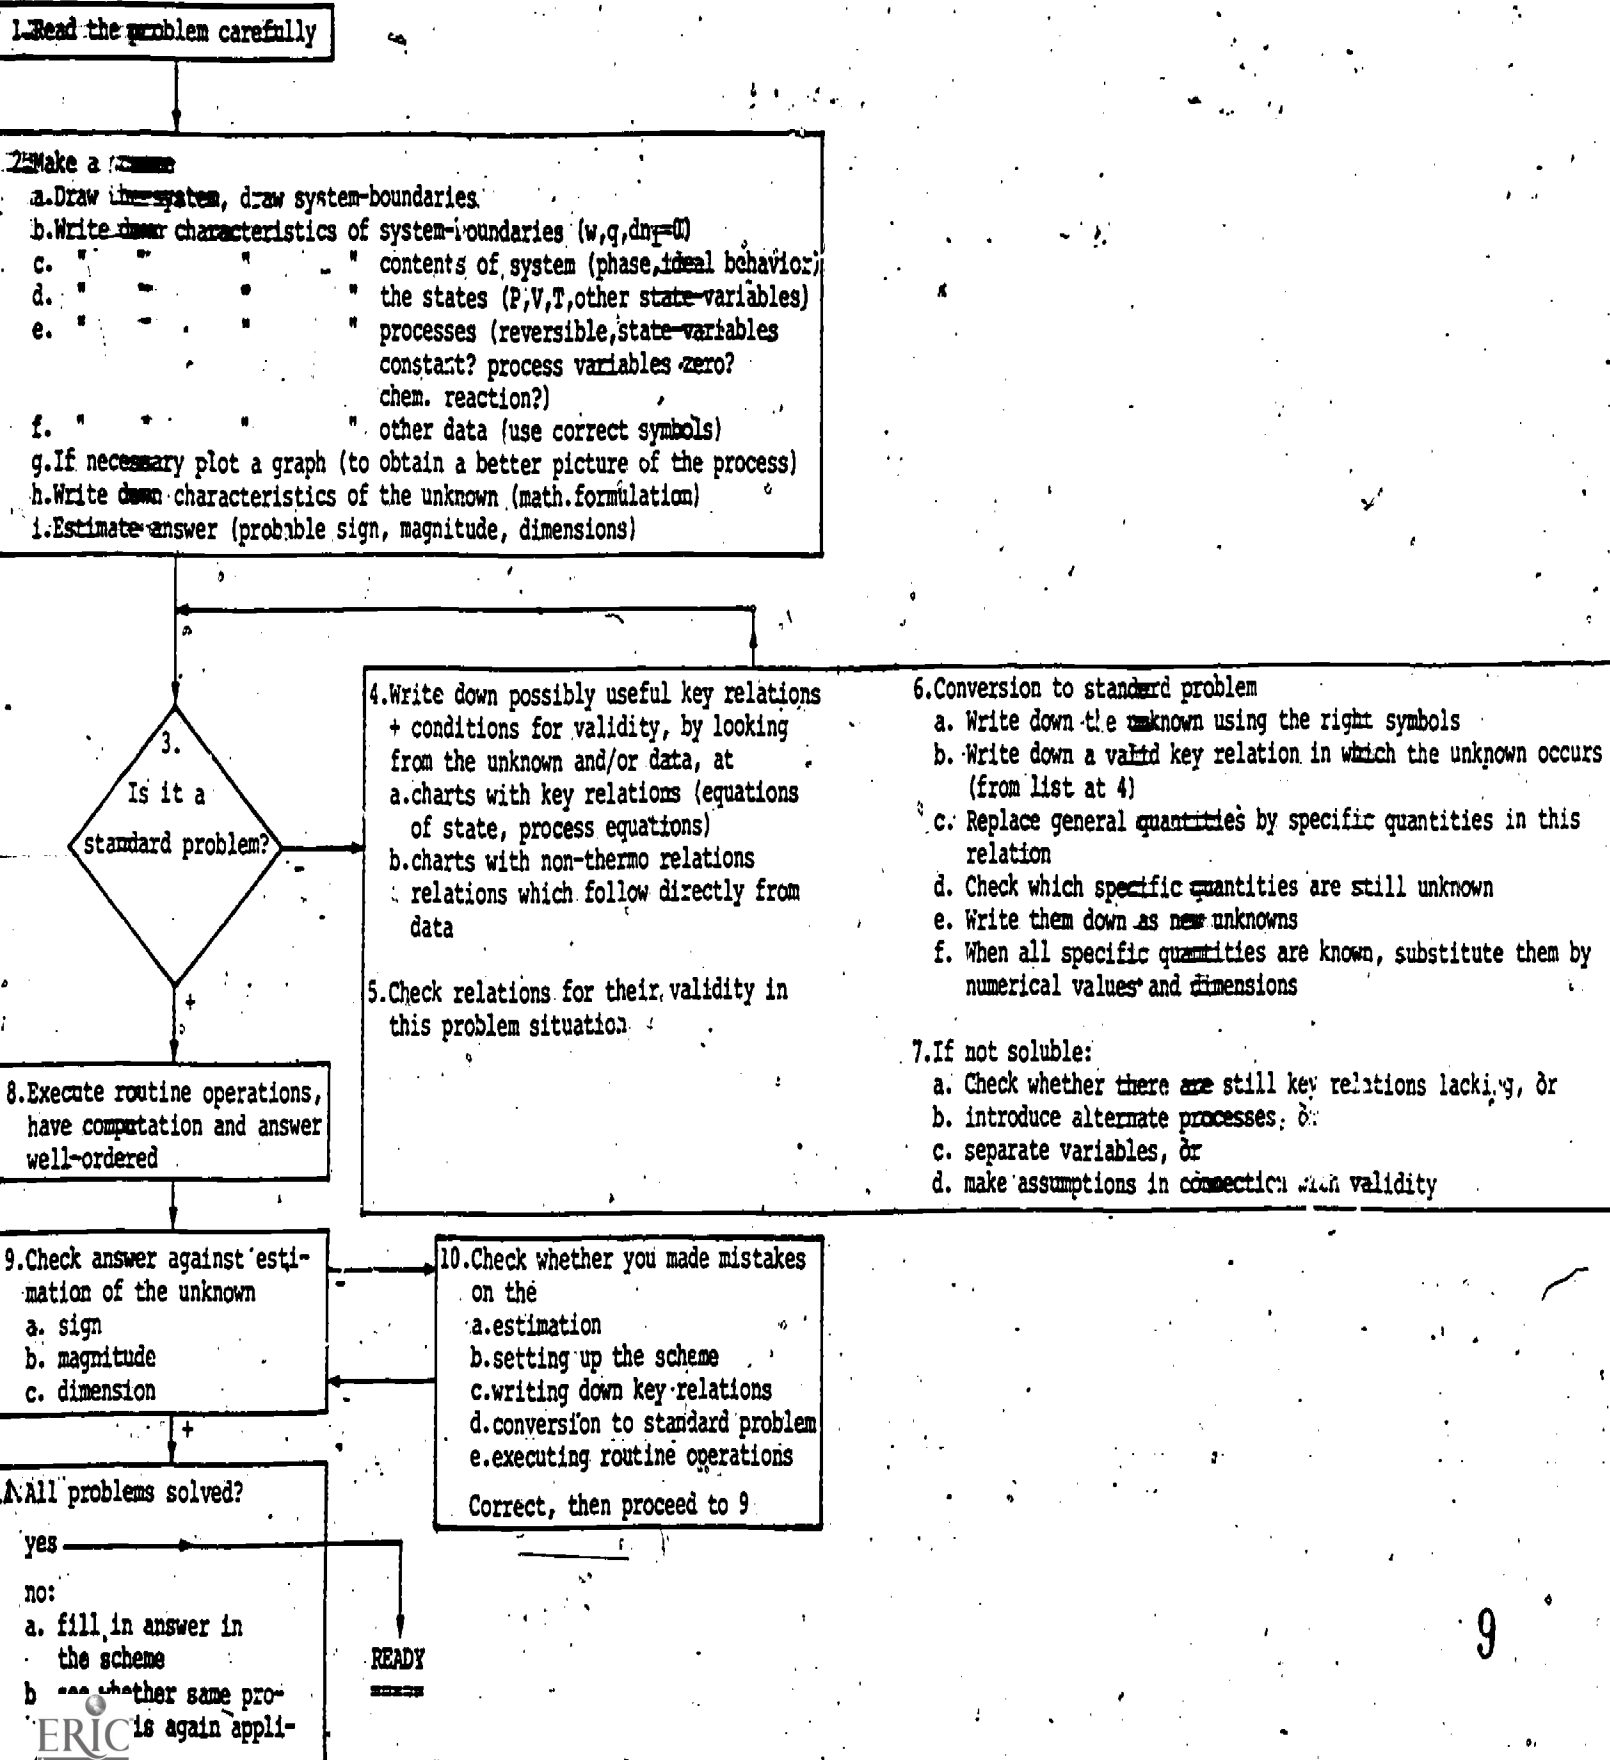 1.Read the problem carefully
2.Make a
a.Draw the system, draw system-boundaries
b.Write down characteristics of system-boundaries (w,q,dn =0)
c. " " " " contents of system (phase,ideal behavior)
d. " " " " the states (P,V,T,other state-variables)
e. " " " " processes (reversible,state-variables
constant? process variables zero?
chem. reaction?)
f. " " " " other data (use correct symbols)
g.If necessary plot a graph (to obtain a better picture of the process)
h.Write down characteristics of the unknown (math.formulation)
i.Estimate answer (probable sign, magnitude, dimensions)
3.
Is it a
standard problem?
-
+
4.Write down possibly useful key relations
+ conditions for validity, by looking
from the unknown and/or data, at
a.charts with key relations (equations
of state, process equations)
b.charts with non-thermo relations
relations which follow directly from
data
5.Check relations for their validity in
this problem situation
6.Conversion to standard problem
a. Write down the unknown using the right symbols
b. Write down a valid key relation in which the unknown occurs
(from list at 4)
c. Replace general quantities by specific quantities in this
relation
d. Check which specific quantities are still unknown
e. Write them down as new unknowns
f. When all specific quantities are known, substitute them by
numerical values and dimensions
7.If not soluble:
a. Check whether there are still key relations lacking, òr
b. introduce alternate processes, òr
c. separate variables, òr
d. make assumptions in connection with validity
8.Execute routine operations,
have computation and answer
well-ordered
9.Check answer against esti-
mation of the unknown
a. sign
b. magnitude
c. dimension
-
-
+
10.Check whether you made mistakes
on the
a.estimation
b.setting up the scheme
c.writing down key relations
d.conversion to standard problem
e.executing routine operations
Correct, then proceed to 9
All problems solved?
yes
no:
a. fill in answer in
the scheme
b see whether same pro-
is again appli-
READY
9
ERIC